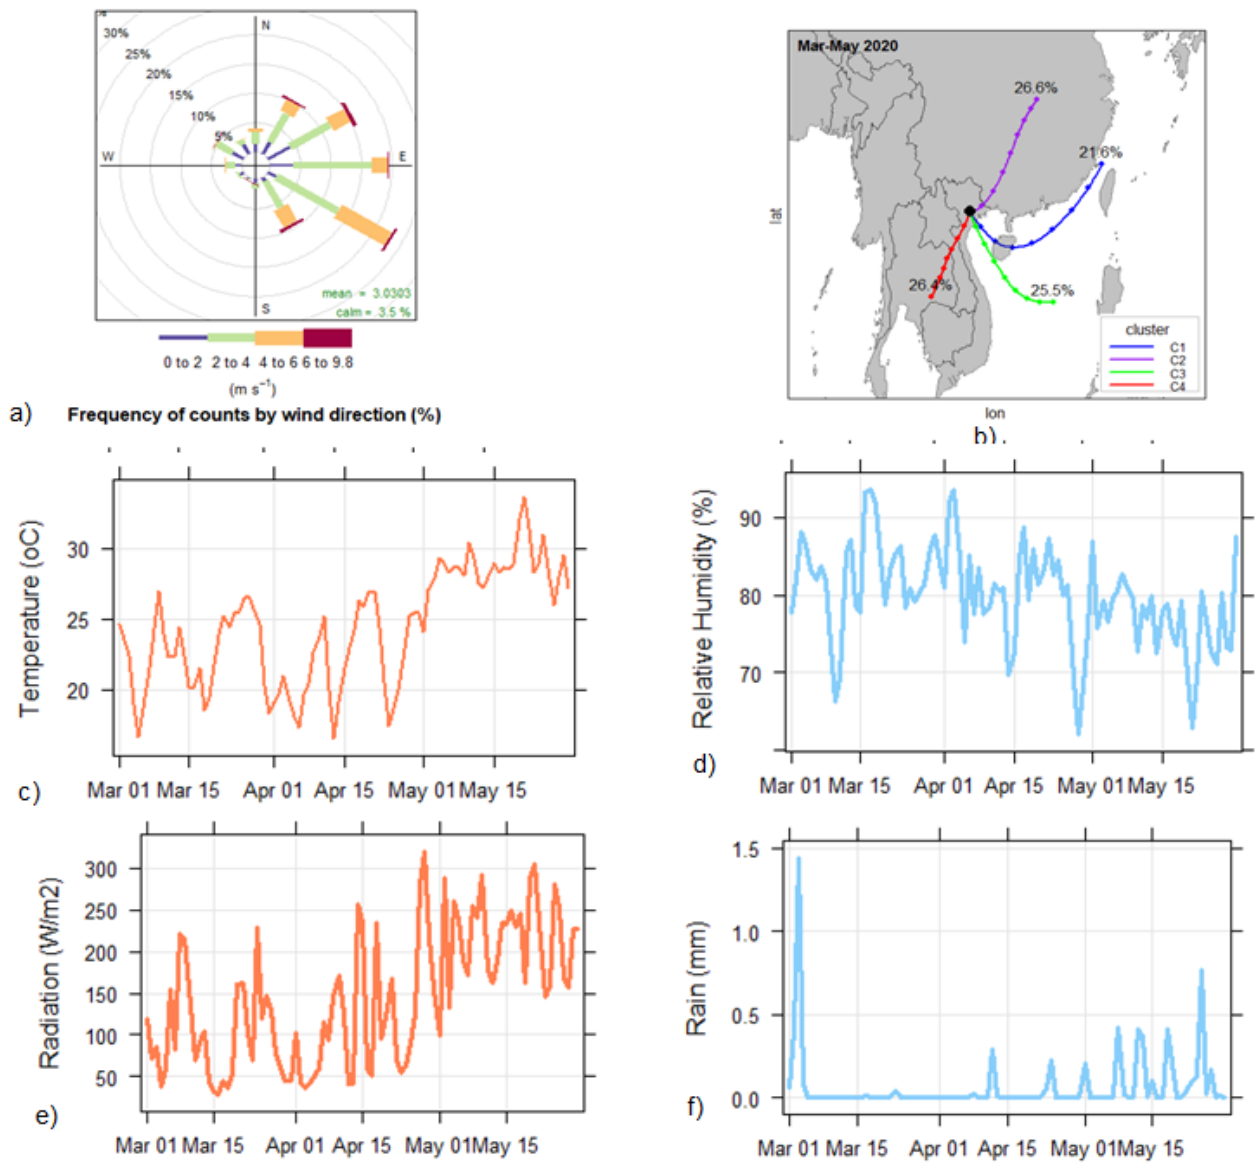 %
30%
25%
20%
15%
10%
5%
N
W
E
S
mean = 3.0303
calm = 3.5 %
0 to 2 2 to 4 4 to 6 6 to 9.8
(m s⁻¹)
a) Frequency of counts by wind direction (%)
Mar-May 2020
26.6%
21.6%
26.4%
25.5%
lat
cluster
C1
C2
C3
C4
lon
b)
Temperature (oC)
30
25
20
c) Mar 01 Mar 15 Apr 01 Apr 15 May 01 May 15
Relative Humidity (%)
90
80
70
d) Mar 01 Mar 15 Apr 01 Apr 15 May 01 May 15
Radiation (W/m2)
300
250
200
150
100
50
e)
Mar 01 Mar 15 Apr 01 Apr 15 May 01 May 15
Rain (mm)
1.5
1.0
0.5
0.0
f)
Mar 01 Mar 15 Apr 01 Apr 15 May 01 May 15